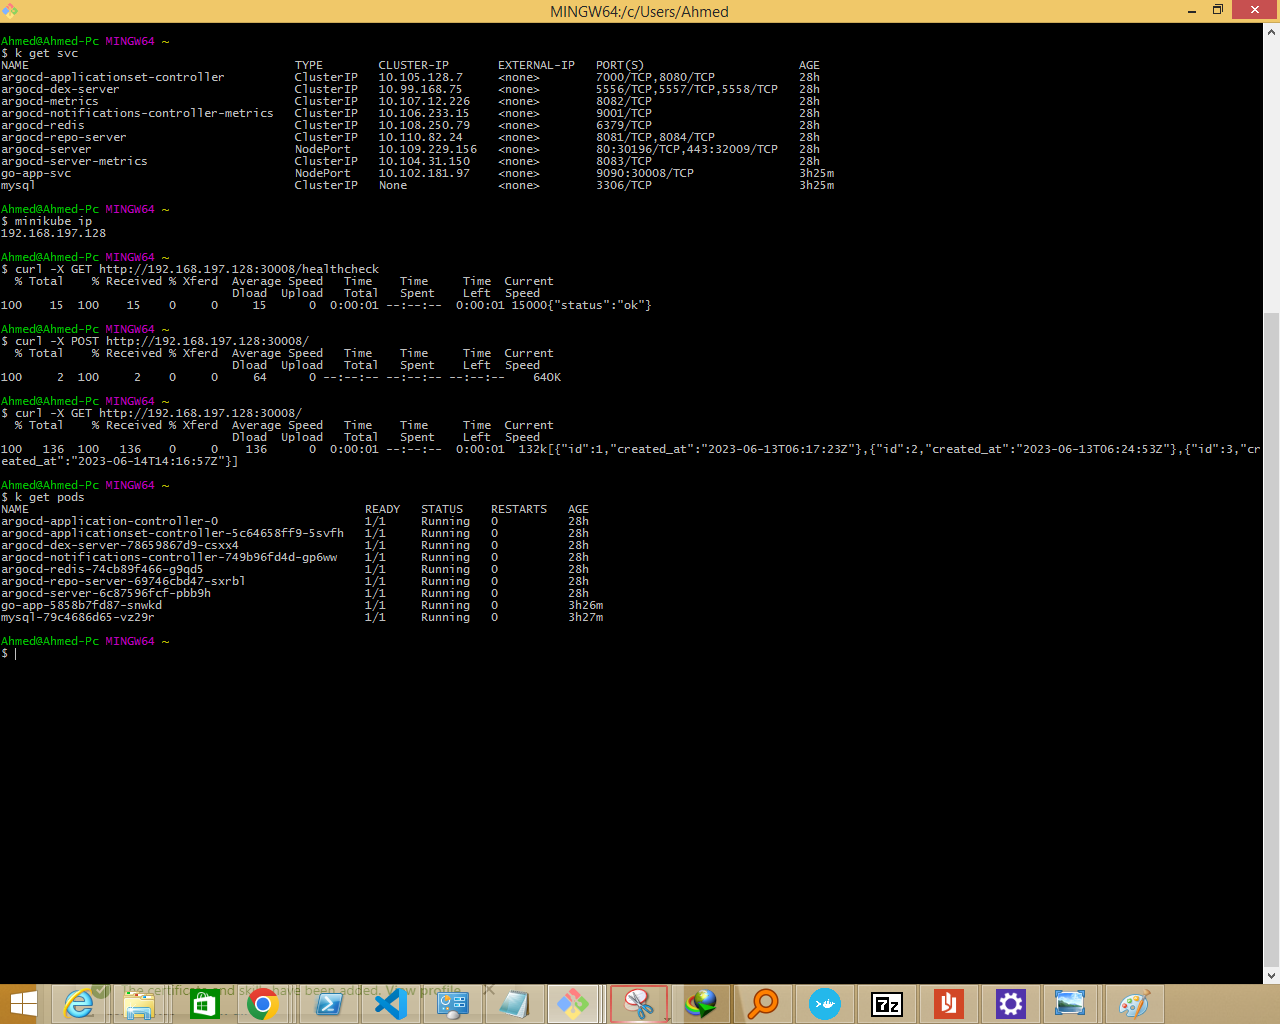 MINGW64:/c/Users/Ahmed
Ahmed@Ahmed-Pc MINGW64 ~
$ k get svc
NAME TYPE CLUSTER-IP EXTERNAL-IP PORT(S) AGE
argocd-applicationset-controller ClusterIP 10.105.128.7 <none> 7000/TCP,8080/TCP 28h
argocd-dex-server ClusterIP 10.99.168.75 <none> 5556/TCP,5557/TCP,5558/TCP 28h
argocd-metrics ClusterIP 10.107.12.226 <none> 8082/TCP 28h
argocd-notifications-controller-metrics ClusterIP 10.106.233.15 <none> 9001/TCP 28h
argocd-redis ClusterIP 10.108.250.79 <none> 6379/TCP 28h
argocd-repo-server ClusterIP 10.110.82.24 <none> 8081/TCP,8084/TCP 28h
argocd-server NodePort 10.109.229.156 <none> 80:30196/TCP,443:32009/TCP 28h
argocd-server-metrics ClusterIP 10.104.31.150 <none> 8083/TCP 28h
go-app-svc NodePort 10.102.181.97 <none> 9090:30008/TCP 3h25m
mysql ClusterIP None <none> 3306/TCP 3h25m
Ahmed@Ahmed-Pc MINGW64 ~
$ minikube ip
192.168.197.128
Ahmed@Ahmed-Pc MINGW64 ~
$ curl -X GET http://192.168.197.128:30008/healthcheck
% Total % Received % Xferd Average Speed Time Time Time Current
Dload Upload Total Spent Left Speed
100 15 100 15 0 0 15 0 0:00:01 --:--:-- 0:00:01 15000{"status":"ok"}
Ahmed@Ahmed-Pc MINGW64 ~
$ curl -X POST http://192.168.197.128:30008/
% Total % Received % Xferd Average Speed Time Time Time Current
Dload Upload Total Spent Left Speed
100 2 100 2 0 0 64 0 --:--:-- --:--:-- --:--:-- 64OK
Ahmed@Ahmed-Pc MINGW64 ~
$ curl -X GET http://192.168.197.128:30008/
% Total % Received % Xferd Average Speed Time Time Time Current
Dload Upload Total Spent Left Speed
100 136 100 136 0 0 136 0 0:00:01 --:--:-- 0:00:01 132k[{"id":1,"created_at":"2023-06-13T06:17:23Z"},{"id":2,"created_at":"2023-06-13T06:24:53Z"},{"id":3,"cr
eated_at":"2023-06-14T14:16:57Z"}]
Ahmed@Ahmed-Pc MINGW64 ~
$ k get pods
NAME READY STATUS RESTARTS AGE
argocd-application-controller-0 1/1 Running 0 28h
argocd-applicationset-controller-5c64658ff9-5svfh 1/1 Running 0 28h
argocd-dex-server-78659867d9-csxx4 1/1 Running 0 28h
argocd-notifications-controller-749b96fd4d-gp6ww 1/1 Running 0 28h
argocd-redis-74cb89f466-g9qd5 1/1 Running 0 28h
argocd-repo-server-69746cbd47-sxrbl 1/1 Running 0 28h
argocd-server-6c87596fcf-pbb9h 1/1 Running 0 28h
go-app-5858b7fd87-snwkd 1/1 Running 0 3h26m
mysql-79c4686d65-vz29r 1/1 Running 0 3h27m
Ahmed@Ahmed-Pc MINGW64 ~
$
The certificate and have been added. View profile
7z